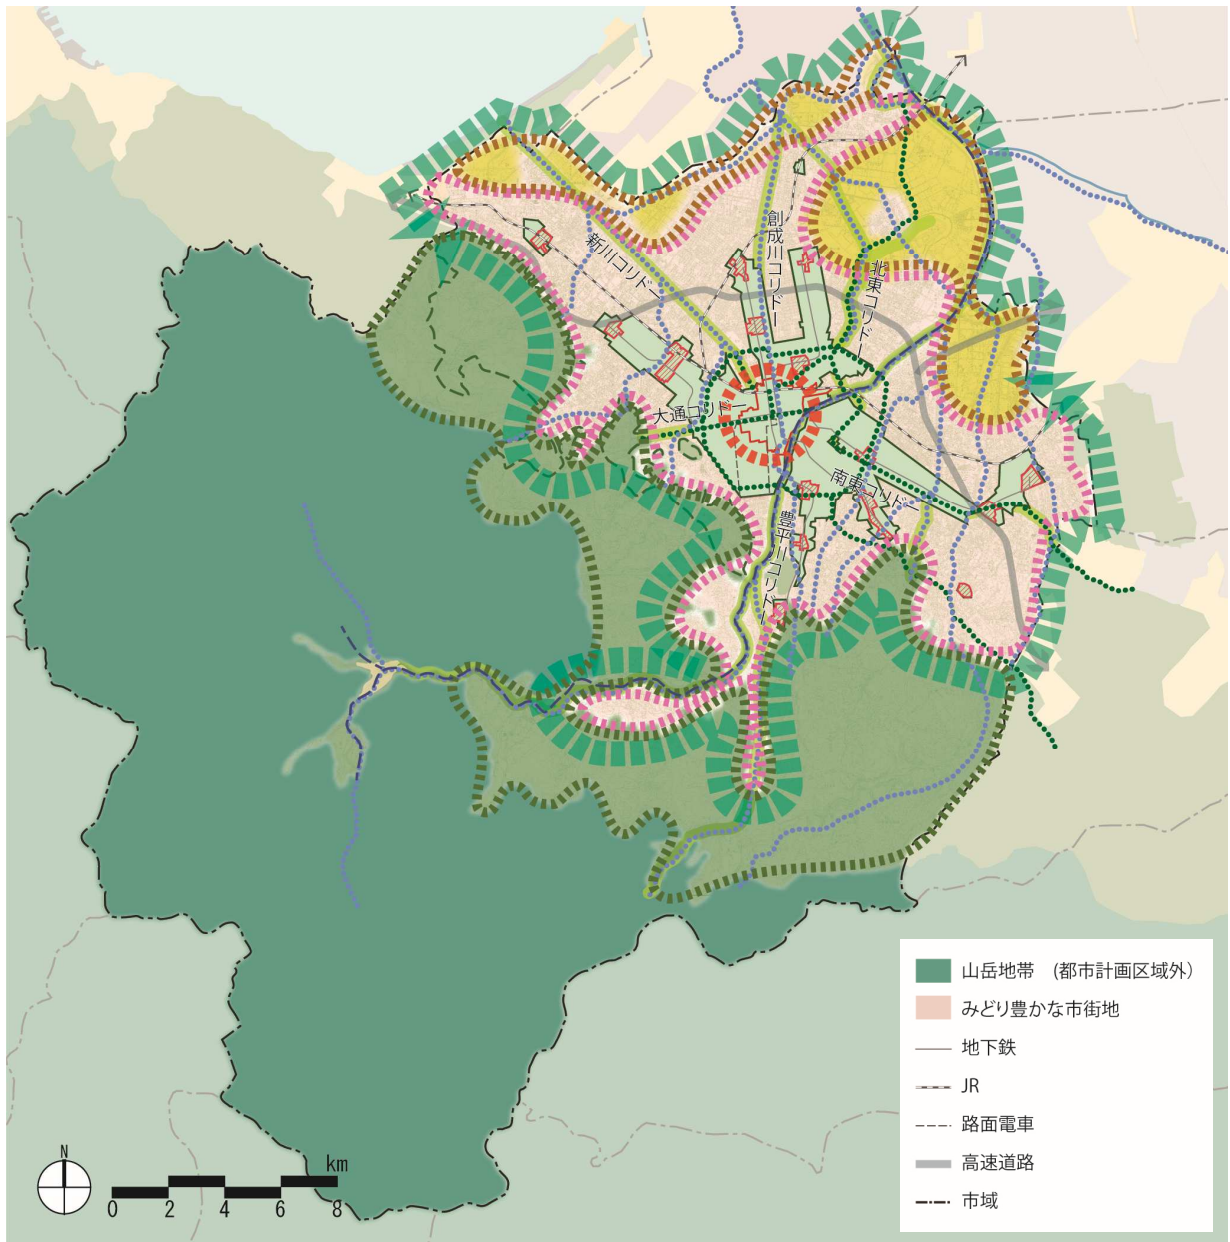 新川コリドー
創成川コリドー
北東コリドー
大通コリドー
南東コリドー
豊平川コリドー
山岳地帯　(都市計画区域外)
みどり豊かな市街地
地下鉄
JR
路面電車
高速道路
市域
N
km
0 2 4 6 8